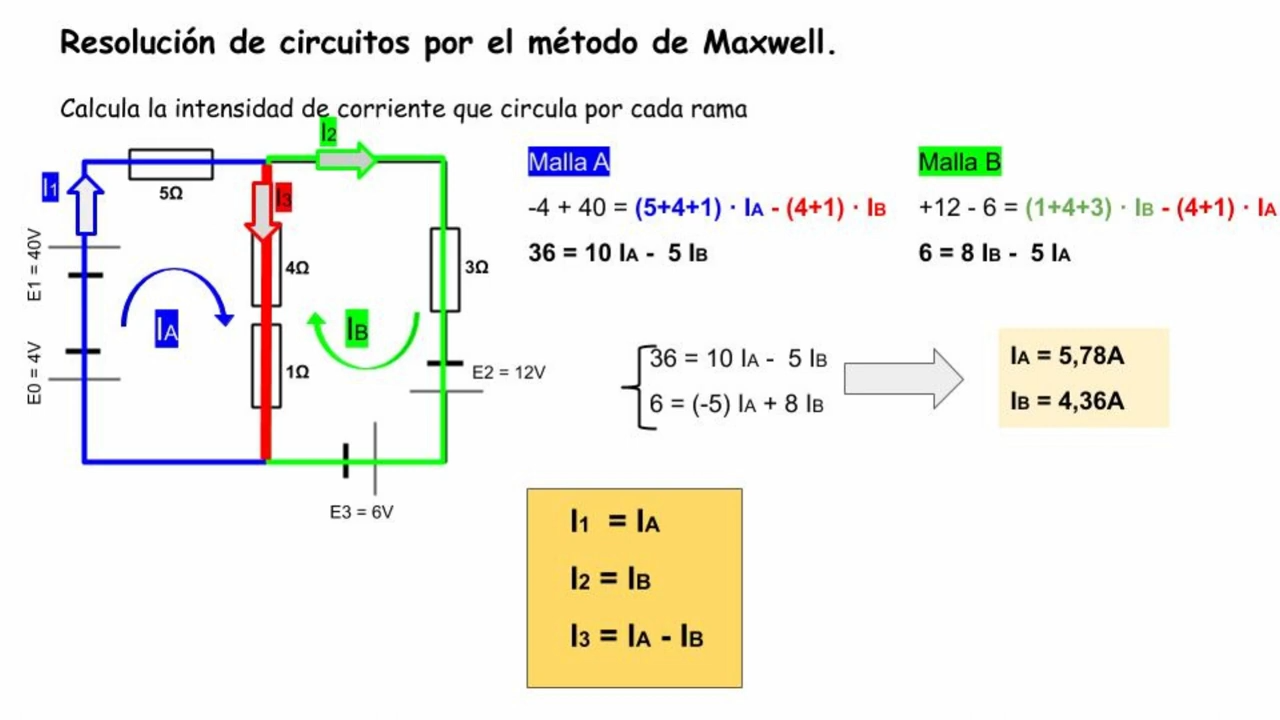 Resolución de circuitos por el método de Maxwell.
Calcula la intensidad de corriente que circula por cada rama
I2
I1
5Ω
I3
E1 = 40V
4Ω
3Ω
IA
IB
E0 = 4V
1Ω
E2 = 12V
E3 = 6V
Malla A
-4 + 40 = (5+4+1) · IA - (4+1) · IB
36 = 10 IA - 5 IB
Malla B
+12 - 6 = (1+4+3) · IB - (4+1) · IA
6 = 8 IB - 5 IA
36 = 10 IA - 5 IB
6 = (-5) IA + 8 IB
IA = 5,78A
IB = 4,36A
I1 = IA
I2 = IB
I3 = IA - IB